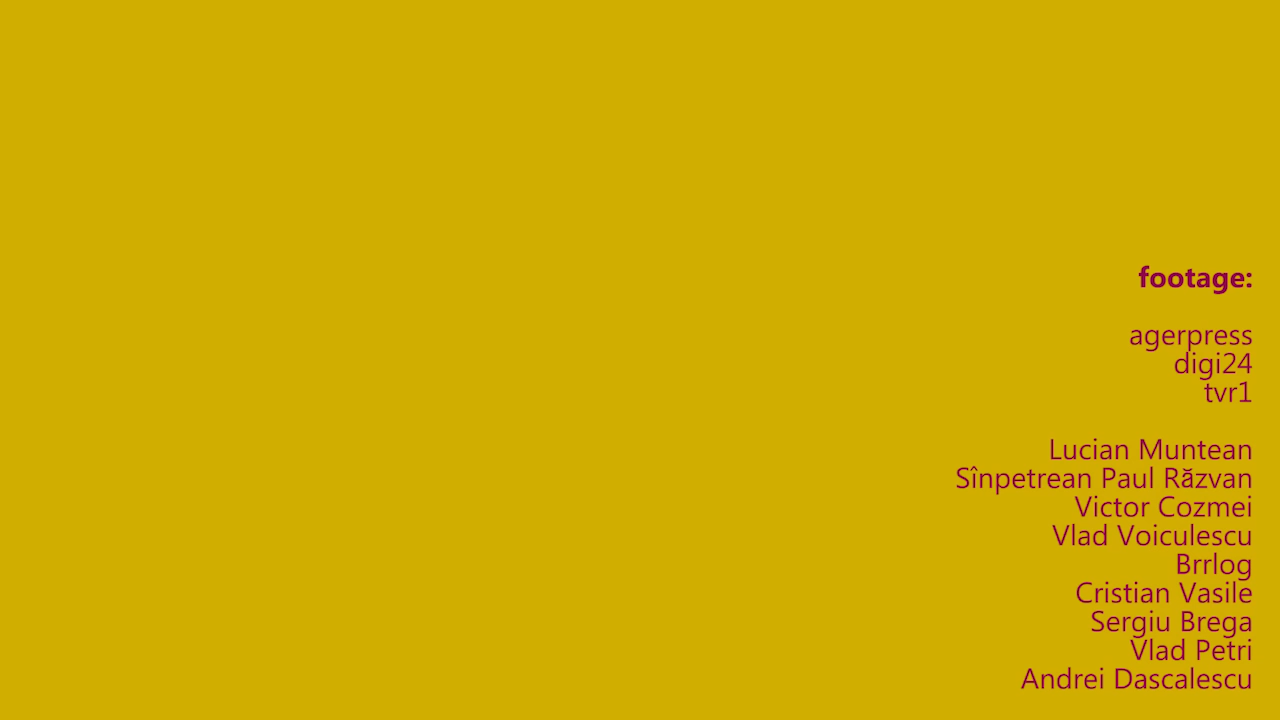 footage:
agerpress
digi24
tvr1
Lucian Muntean
Sînpetrean Paul Răzvan
Victor Cozmei
Vlad Voiculescu
Brrlog
Cristian Vasile
Sergiu Brega
Vlad Petri
Andrei Dascalescu